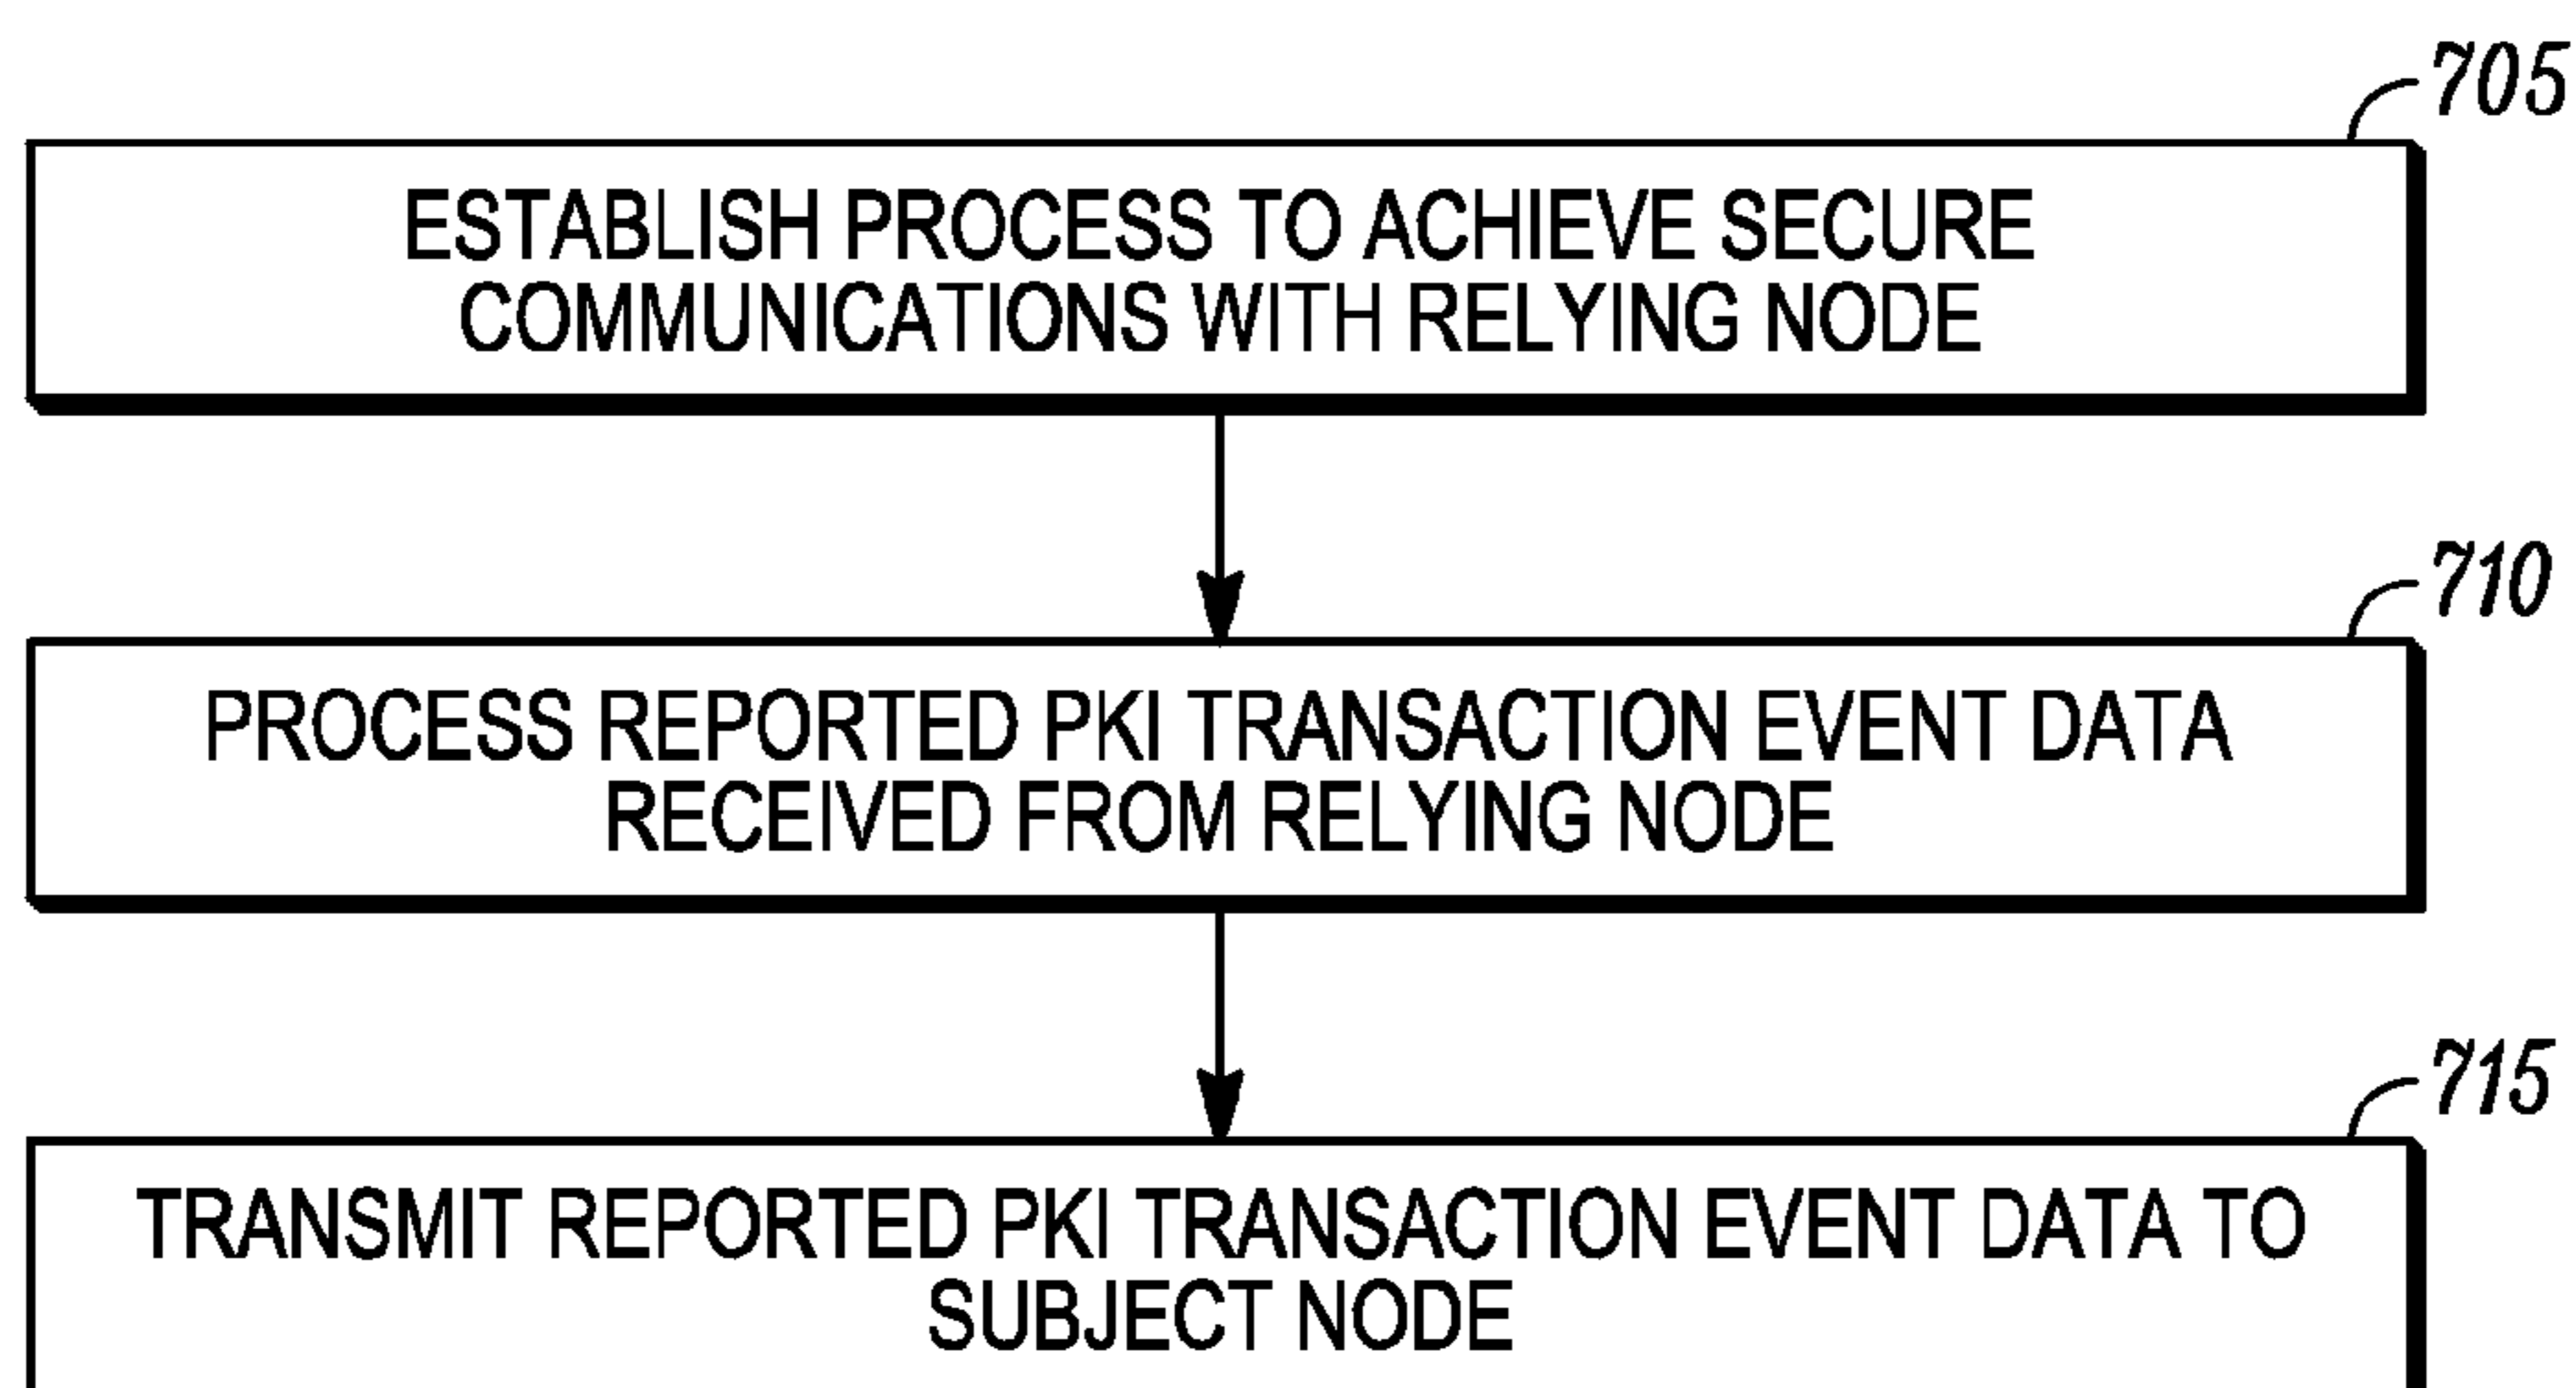 705
ESTABLISH PROCESS TO ACHIEVE SECURE
COMMUNICATIONS WITH RELYING NODE
710
PROCESS REPORTED PKI TRANSACTION EVENT DATA
RECEIVED FROM RELYING NODE
715
TRANSMIT REPORTED PKI TRANSACTION EVENT DATA TO
SUBJECT NODE